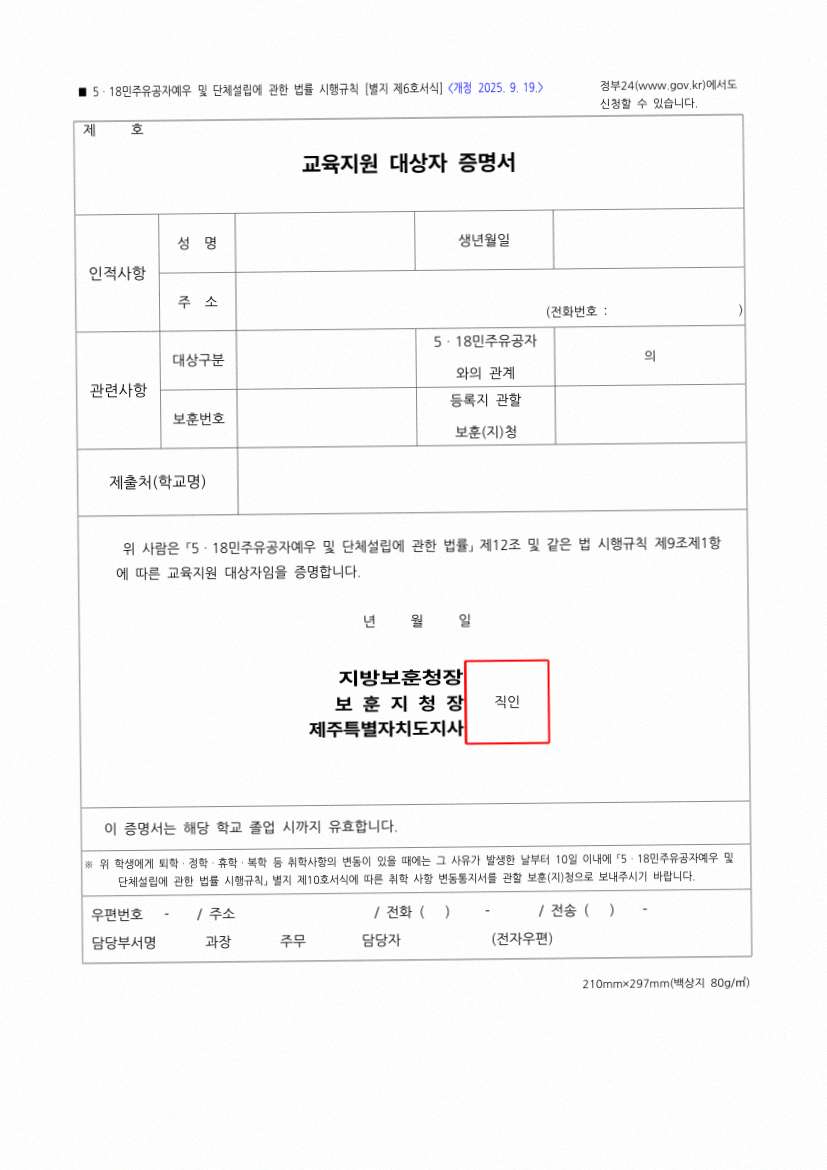 ■ 5ㆍ18민주유공자예우 및 단체설립에 관한 법률 시행규칙 [별지 제6호서식] <개정 2025. 9. 19.>
정부24(www.gov.kr)에서도
신청할 수 있습니다.
제 호
교육지원 대상자 증명서
인적사항
성 명
생년월일
주 소
(전화번호 : )
관련사항
대상구분
5ㆍ18민주유공자
와의 관계
의
보훈번호
등록지 관할
보훈(지)청
제출처(학교명)
위 사람은 「5ㆍ18민주유공자예우 및 단체설립에 관한 법률」 제12조 및 같은 법 시행규칙 제9조제1항
에 따른 교육지원 대상자임을 증명합니다.
년 월 일
지방보훈청장
보 훈 지 청 장
제주특별자치도지사
직인
이 증명서는 해당 학교 졸업 시까지 유효합니다.
※ 위 학생에게 퇴학ㆍ정학ㆍ휴학ㆍ복학 등 취학사항의 변동이 있을 때에는 그 사유가 발생한 날부터 10일 이내에 「5ㆍ18민주유공자예우 및
단체설립에 관한 법률 시행규칙」 별지 제10호서식에 따른 취학 사항 변동통지서를 관할 보훈(지)청으로 보내주시기 바랍니다.
우편번호 - / 주소 / 전화 ( ) - / 전송 ( ) -
담당부서명 과장 주무 담당자 (전자우편)
210mm×297mm(백상지 80g/㎡)